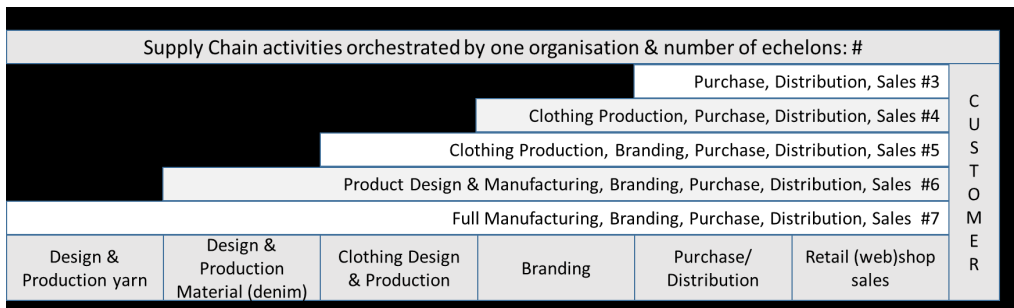 Supply Chain activities orchestrated by one organisation & number of echelons: #
Purchase, Distribution, Sales #3
Clothing Production, Purchase, Distribution, Sales #4
Clothing Production, Branding, Purchase, Distribution, Sales #5
Product Design & Manufacturing, Branding, Purchase, Distribution, Sales #6
Full Manufacturing, Branding, Purchase, Distribution, Sales #7
CUSTOMER
Design &
Production yarn
Design &
Production
Material (denim)
Clothing Design
& Production
Branding
Purchase/
Distribution
Retail (web)shop
sales